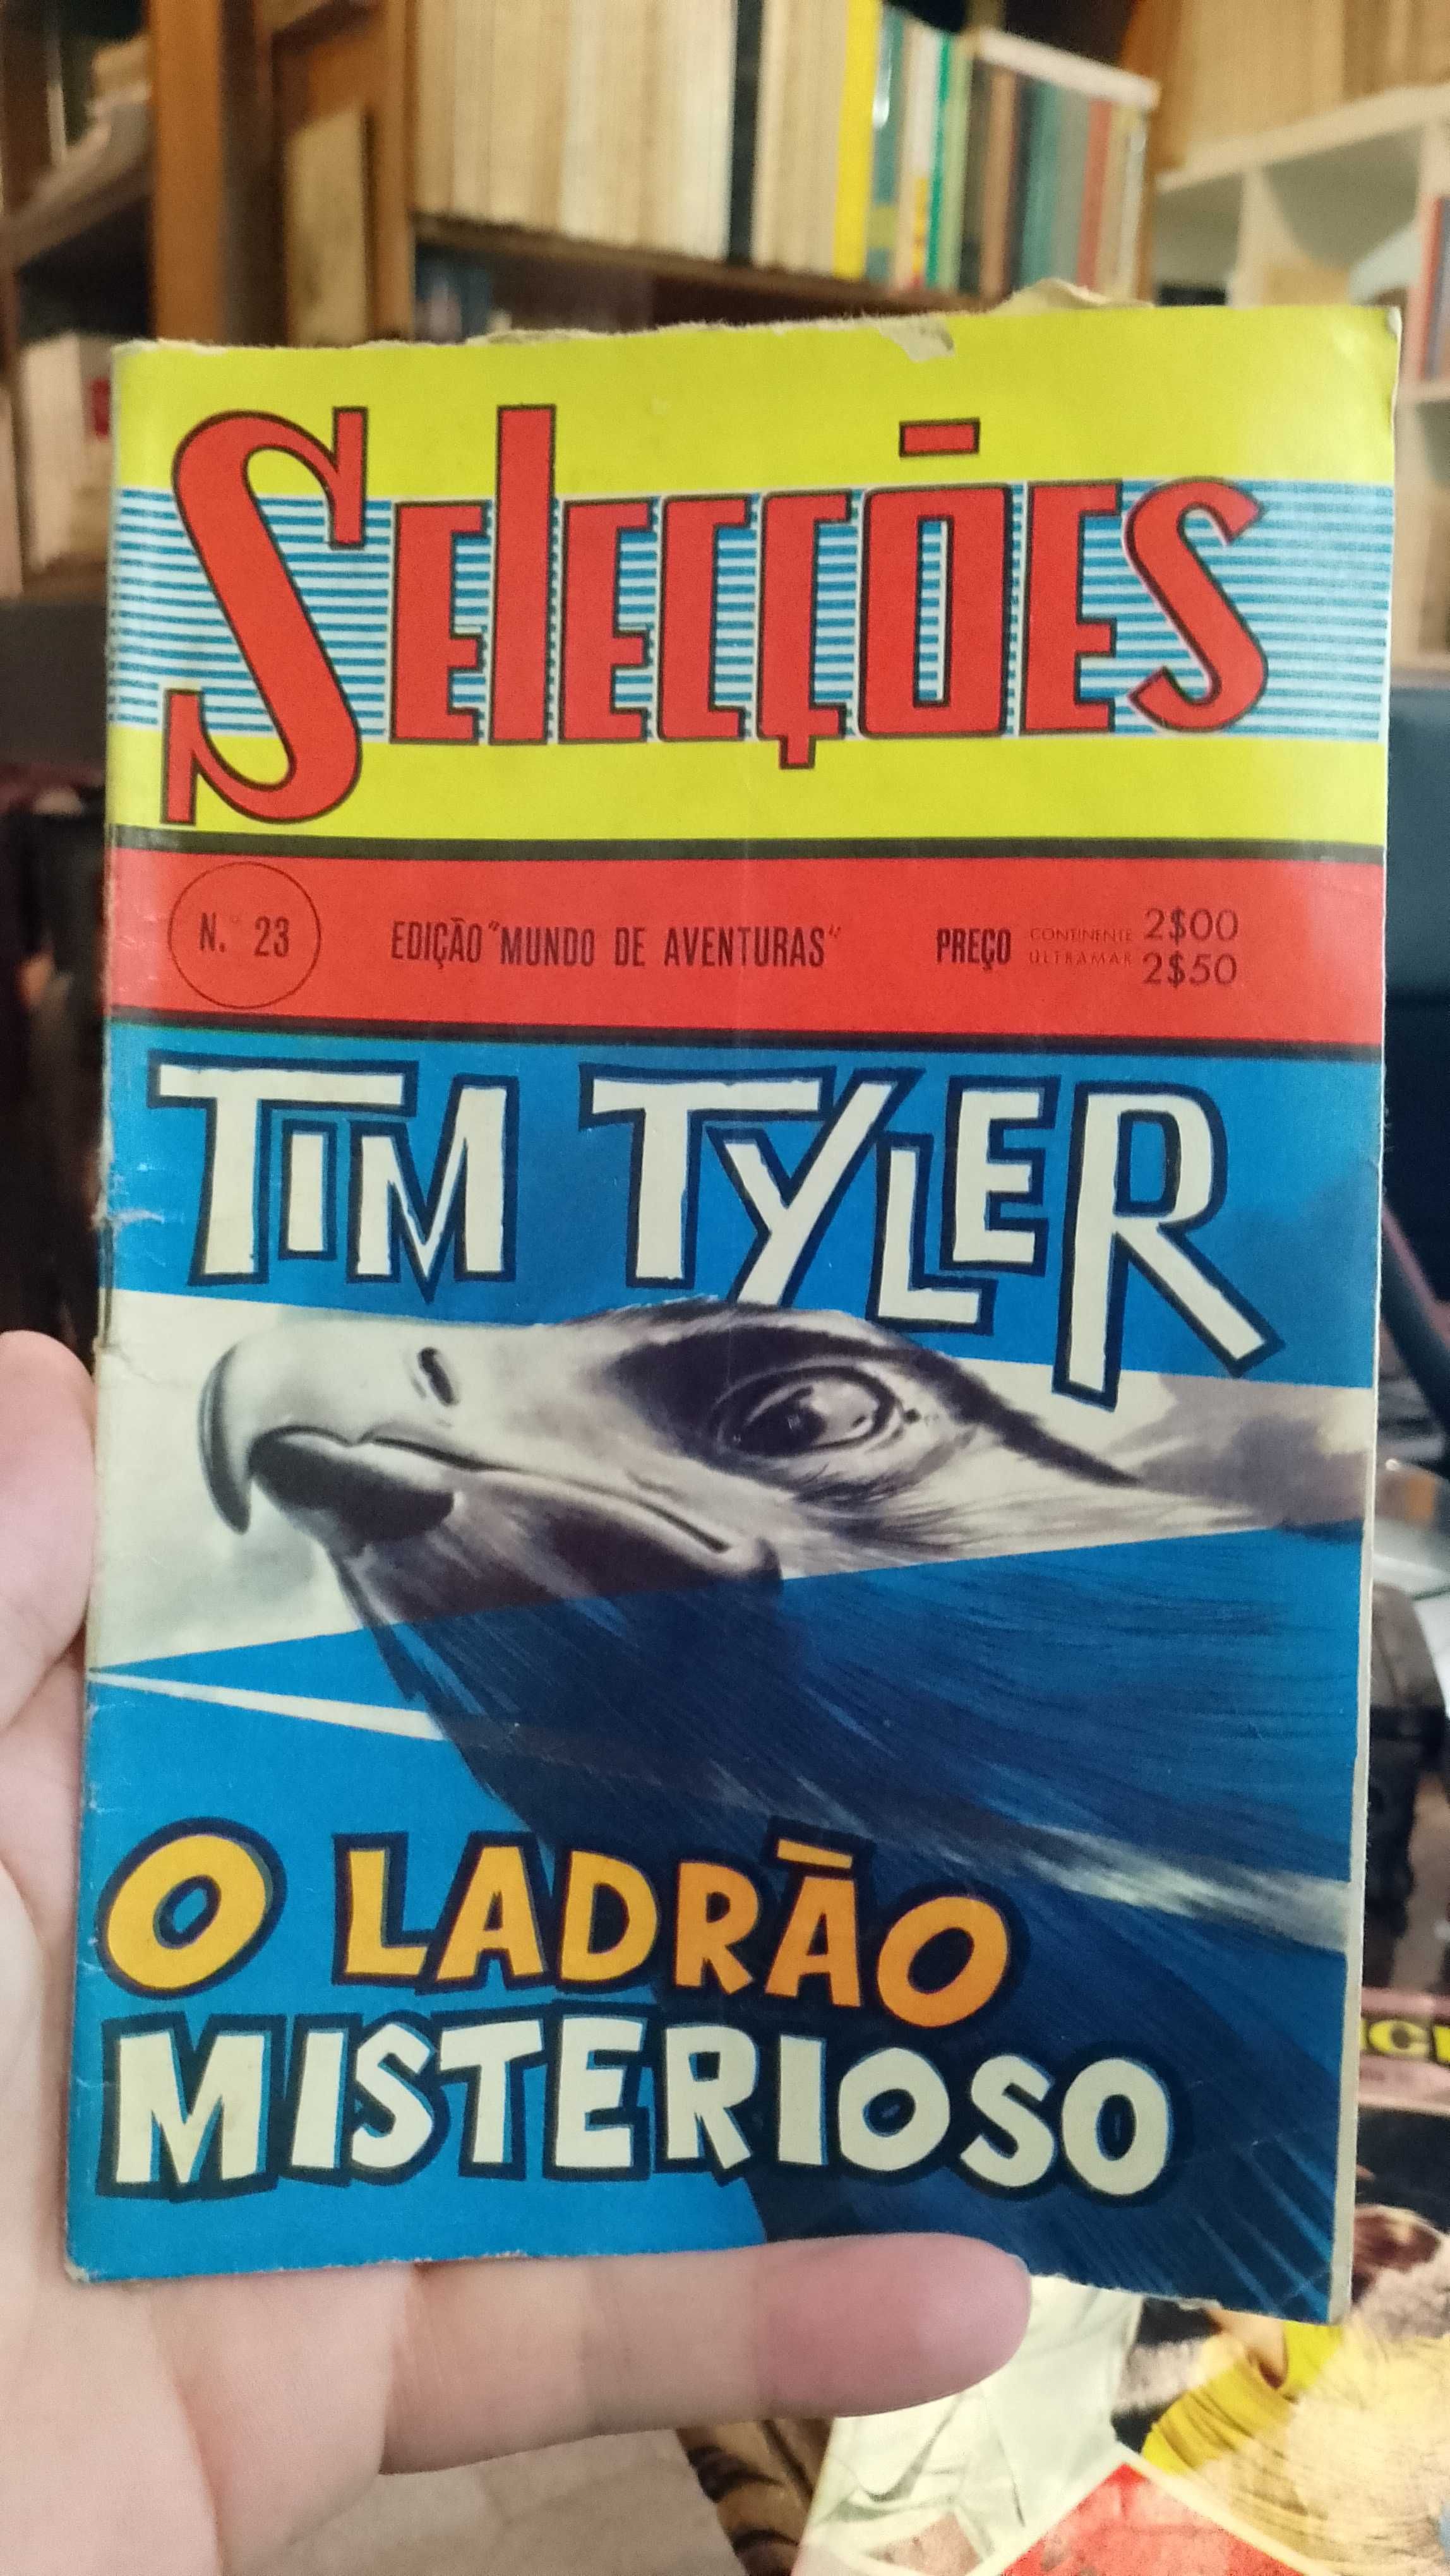 SELECÇÕES
N.º 23 EDIÇÃO "MUNDO DE AVENTURAS" PREÇO CONTINENTE 2$00
ULTRAMAR 2$50
TIM TYLER
O LADRÃO
MISTERIOSO